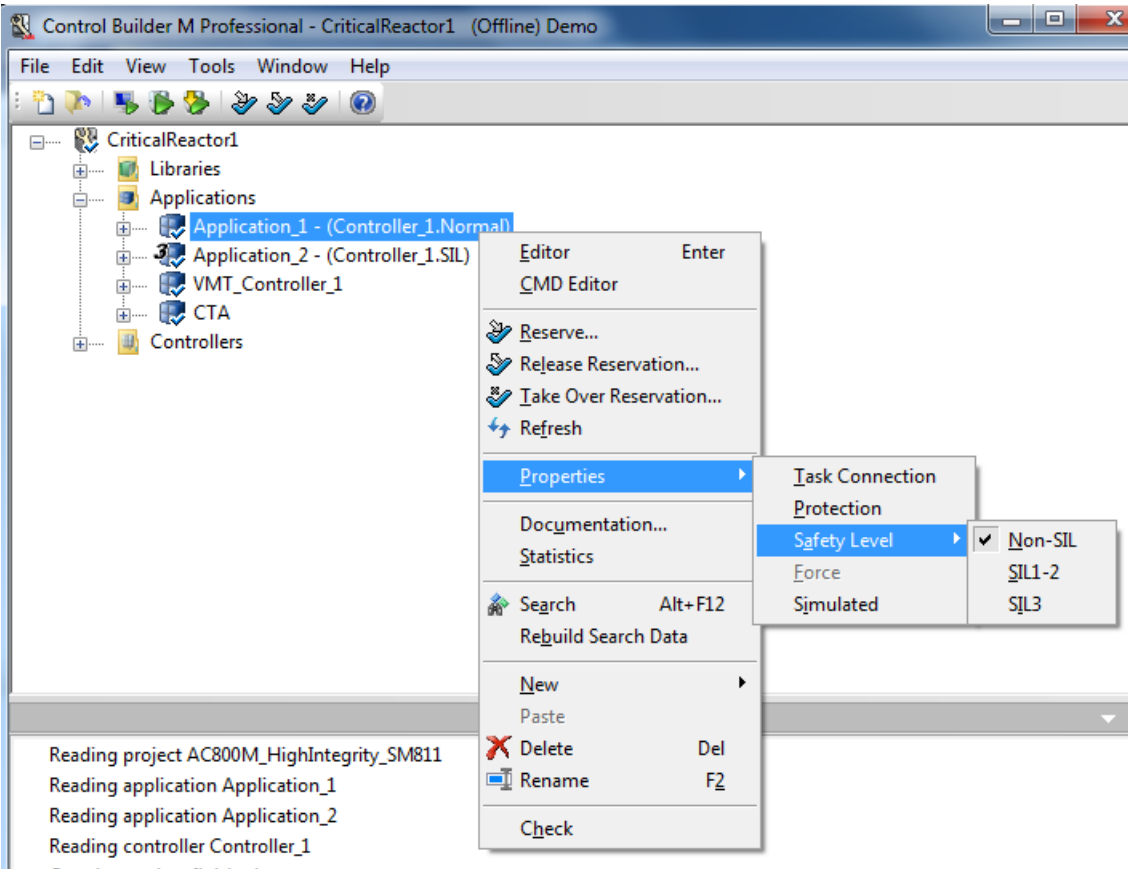 Control Builder M Professional - CriticalReactor1 (Offline) Demo
File Edit View Tools Window Help
CriticalReactor1
Libraries
Applications
Application_1 - (Controller_1.Normal)
3 Application_2 - (Controller_1.SIL)
VMT_Controller_1
CTA
Controllers
Editor Enter
CMD Editor
Reserve...
Release Reservation...
Take Over Reservation...
Refresh
Properties
Documentation...
Statistics
Search Alt+F12
Rebuild Search Data
New
Paste
Delete Del
Rename F2
Check
Task Connection
Protection
Safety Level
Force
Simulated
Non-SIL
SIL1-2
SIL3
Reading project AC800M_HighIntegrity_SM811
Reading application Application_1
Reading application Application_2
Reading controller Controller_1